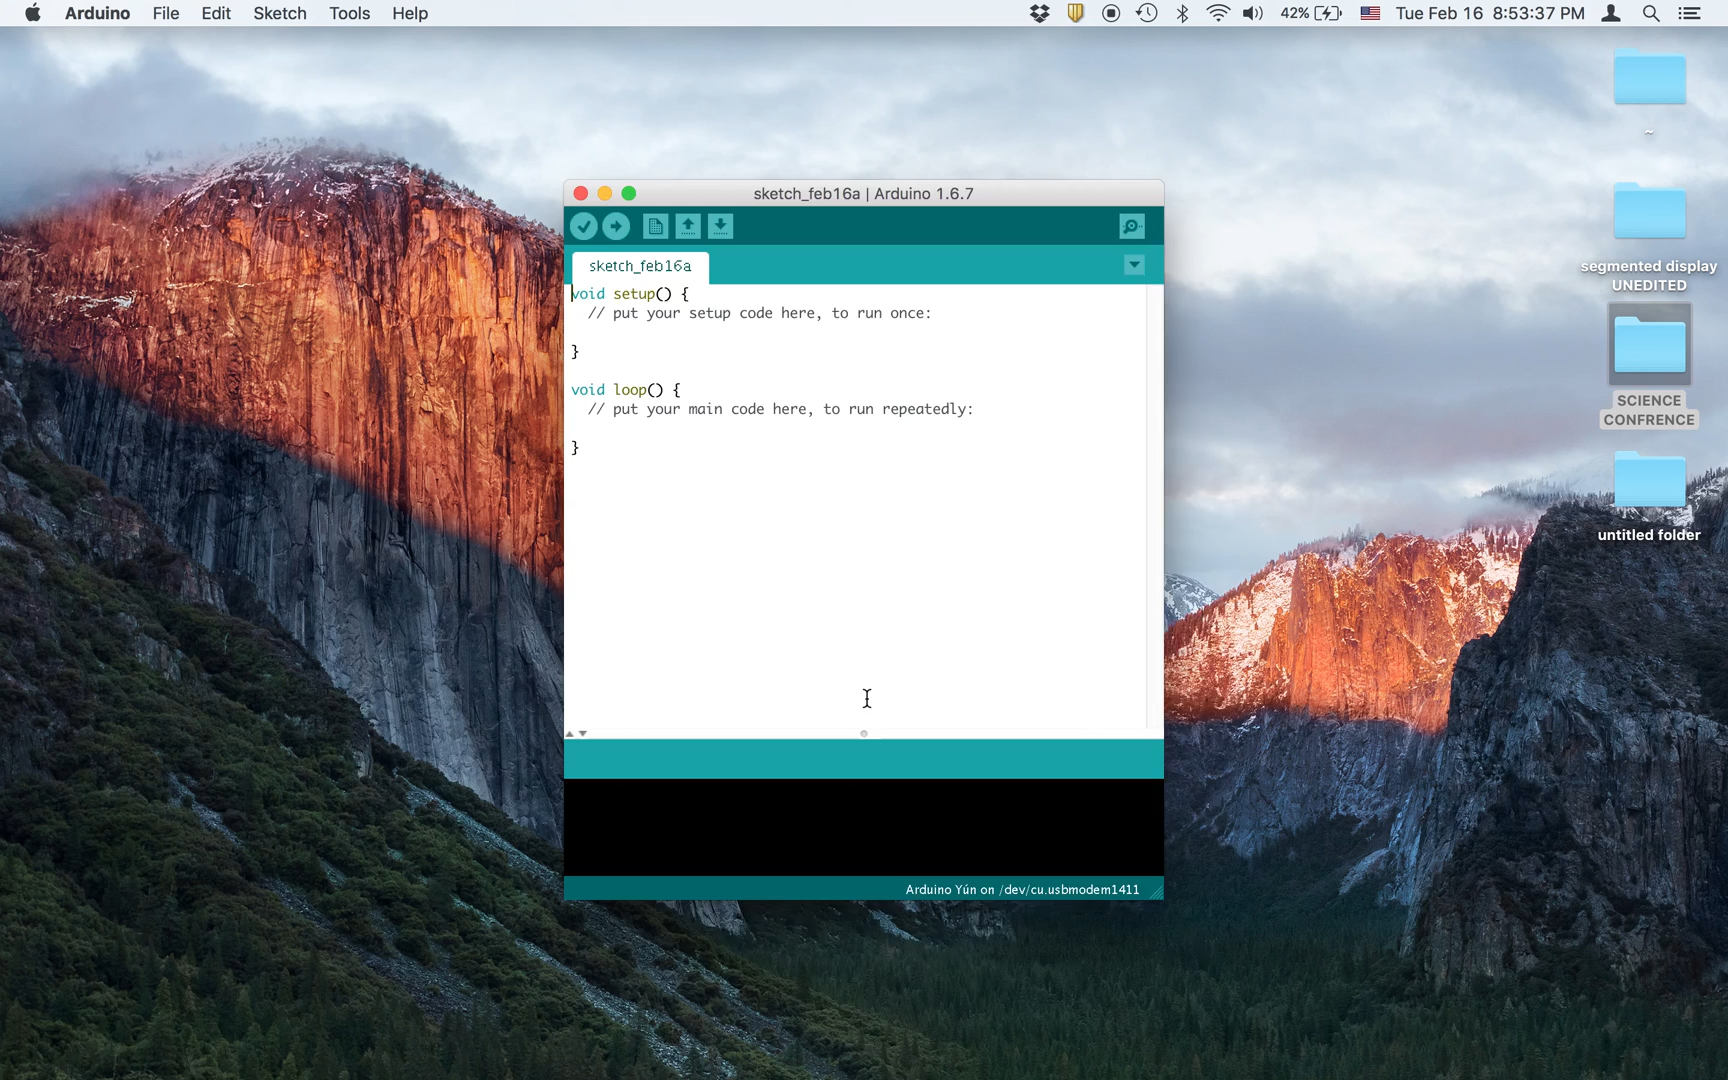 Arduino File Edit Sketch Tools Help 42% Tue Feb 16 8:53:37 PM
~
segmented display
UNEDITED
SCIENCE
CONFRENCE
untitled folder
sketch_feb16a | Arduino 1.6.7
sketch_feb16a
void setup() {
// put your setup code here, to run once:
}
void loop() {
// put your main code here, to run repeatedly:
}
Arduino Yún on /dev/cu.usbmodem1411